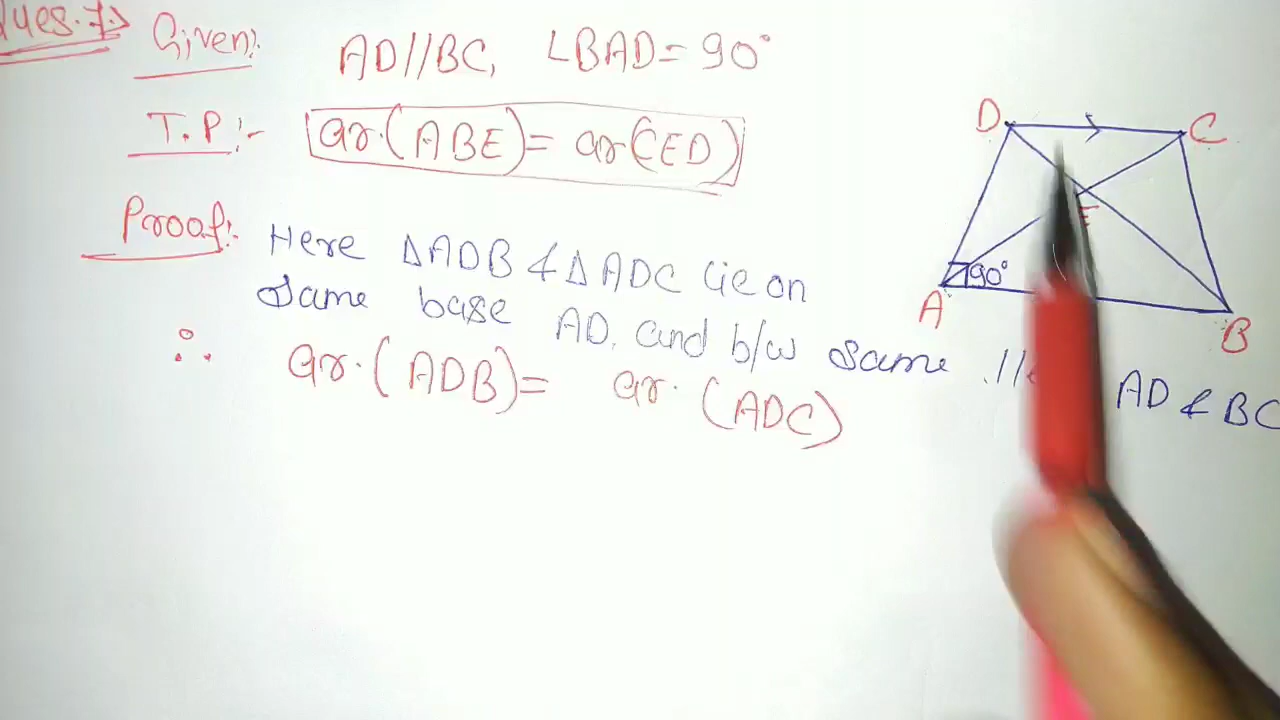 Ques.7.>
Given:
AD//BC, ∠BAD=90°
T.P:-
ar.(ABE)= ar(CED)
Proof:
Here ΔADB & ΔADC lie on
same base AD, and b/w same //
AD & BC
∴ ar.(ADB)= ar.(ADC)
D
C
E
90°
A
B